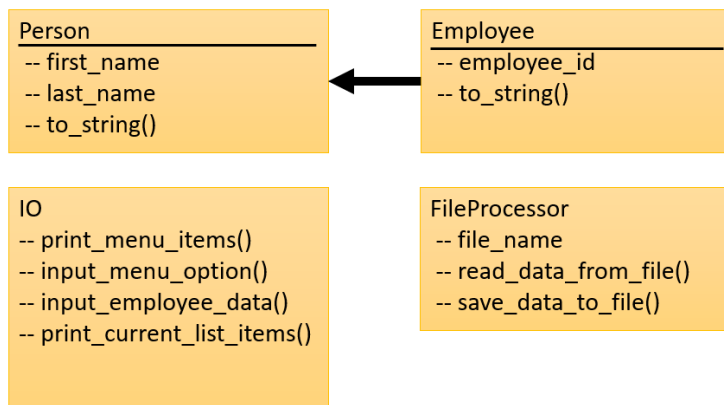 Person
-- first_name
-- last_name
-- to_string()
Employee
-- employee_id
-- to_string()
IO
-- print_menu_items()
-- input_menu_option()
-- input_employee_data()
-- print_current_list_items()
FileProcessor
-- file_name
-- read_data_from_file()
-- save_data_to_file()